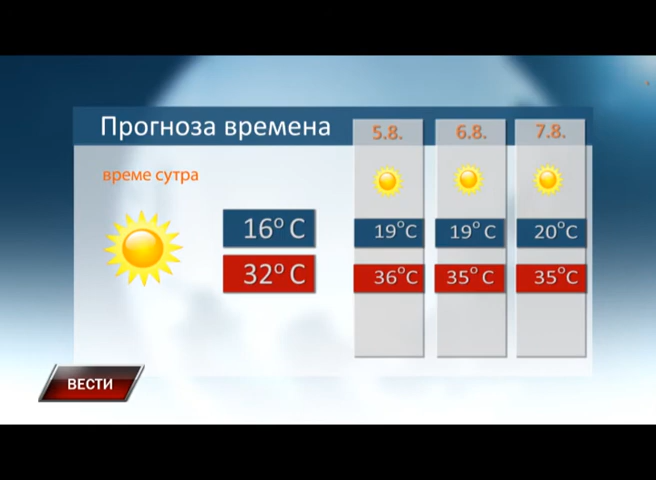 Прогноза времена
време сутра
16° C
32° C
5.8.
19°C
36°C
6.8.
19°C
35°C
7.8.
20°C
35°C
ВЕСТИ